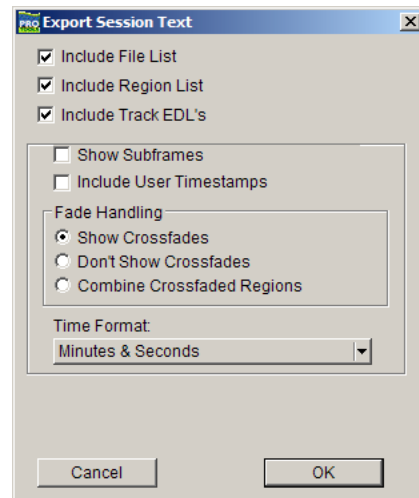 PRO TOOLS Export Session Text
Include File List
Include Region List
Include Track EDL's
Show Subframes
Include User Timestamps
Fade Handling
Show Crossfades
Don't Show Crossfades
Combine Crossfaded Regions
Time Format:
Minutes & Seconds
Cancel OK